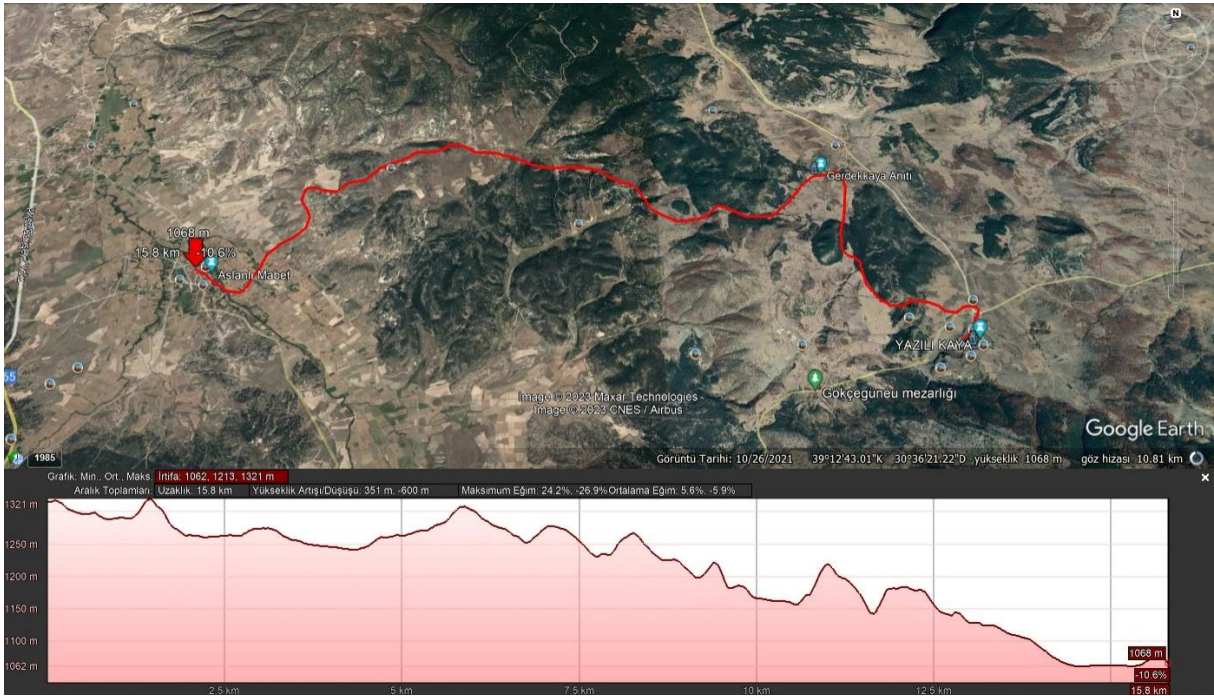 N
Gerdekkaya Anıtı
1068 m
15.8 km -10.6%
Aslanlı Mabet
YAZILI KAYA
Gökçegüneu mezarlığı
65
Image © 2023 Maxar Technologies
Image © 2023 CNES / Airbus
Google Earth
1985
Görüntü Tarihi: 10/26/2021 39°12'43.01"K 30°36'21.22"D yükseklik 1068 m göz hizası 10.81 km
Grafik: Min., Ort., Maks. İrtifa: 1062, 1213, 1321 m
Aralık Toplamları: Uzaklık: 15.8 km Yükseklik Artışı/Düşüşü: 351 m, -600 m Maksimum Eğim: 24.2%, -26.9% Ortalama Eğim: 5.6%, -5.9%
1321 m
1250 m
1200 m
1150 m
1100 m
1062 m
1068 m
-10.6%
2.5 km 5 km 7.5 km 10 km 12.5 km 15.8 km